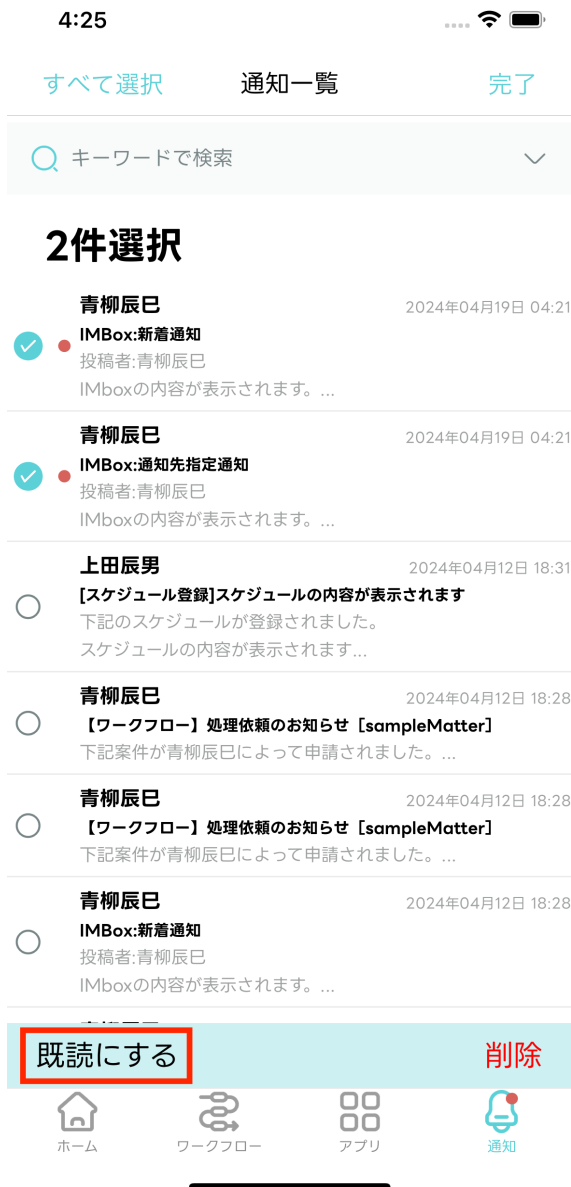 4:25
すべて選択 通知一覧 完了
キーワードで検索
2件選択
青柳辰巳 2024年04月19日 04:21
IMBox:新着通知
投稿者:青柳辰巳
IMboxの内容が表示されます。...
青柳辰巳 2024年04月19日 04:21
IMBox:通知先指定通知
投稿者:青柳辰巳
IMboxの内容が表示されます。...
上田辰男 2024年04月12日 18:31
[スケジュール登録]スケジュールの内容が表示されます
下記のスケジュールが登録されました。
スケジュールの内容が表示されます...
青柳辰巳 2024年04月12日 18:28
【ワークフロー】処理依頼のお知らせ［sampleMatter］
下記案件が青柳辰巳によって申請されました。...
青柳辰巳 2024年04月12日 18:28
【ワークフロー】処理依頼のお知らせ［sampleMatter］
下記案件が青柳辰巳によって申請されました。...
青柳辰巳 2024年04月12日 18:28
IMBox:新着通知
投稿者:青柳辰巳
IMboxの内容が表示されます。...
既読にする 削除
ホーム ワークフロー アプリ 通知